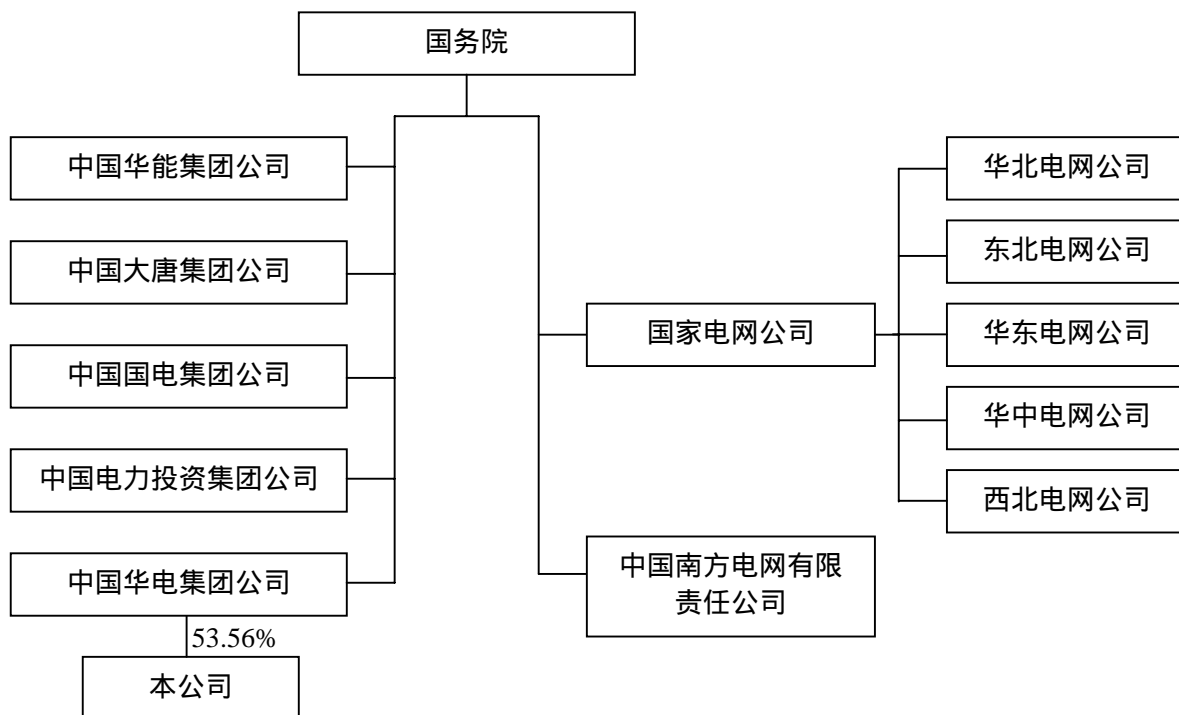 国务院
中国华能集团公司
中国大唐集团公司
中国国电集团公司
中国电力投资集团公司
中国华电集团公司
53.56%
本公司
国家电网公司
中国南方电网有限
责任公司
华北电网公司
东北电网公司
华东电网公司
华中电网公司
西北电网公司